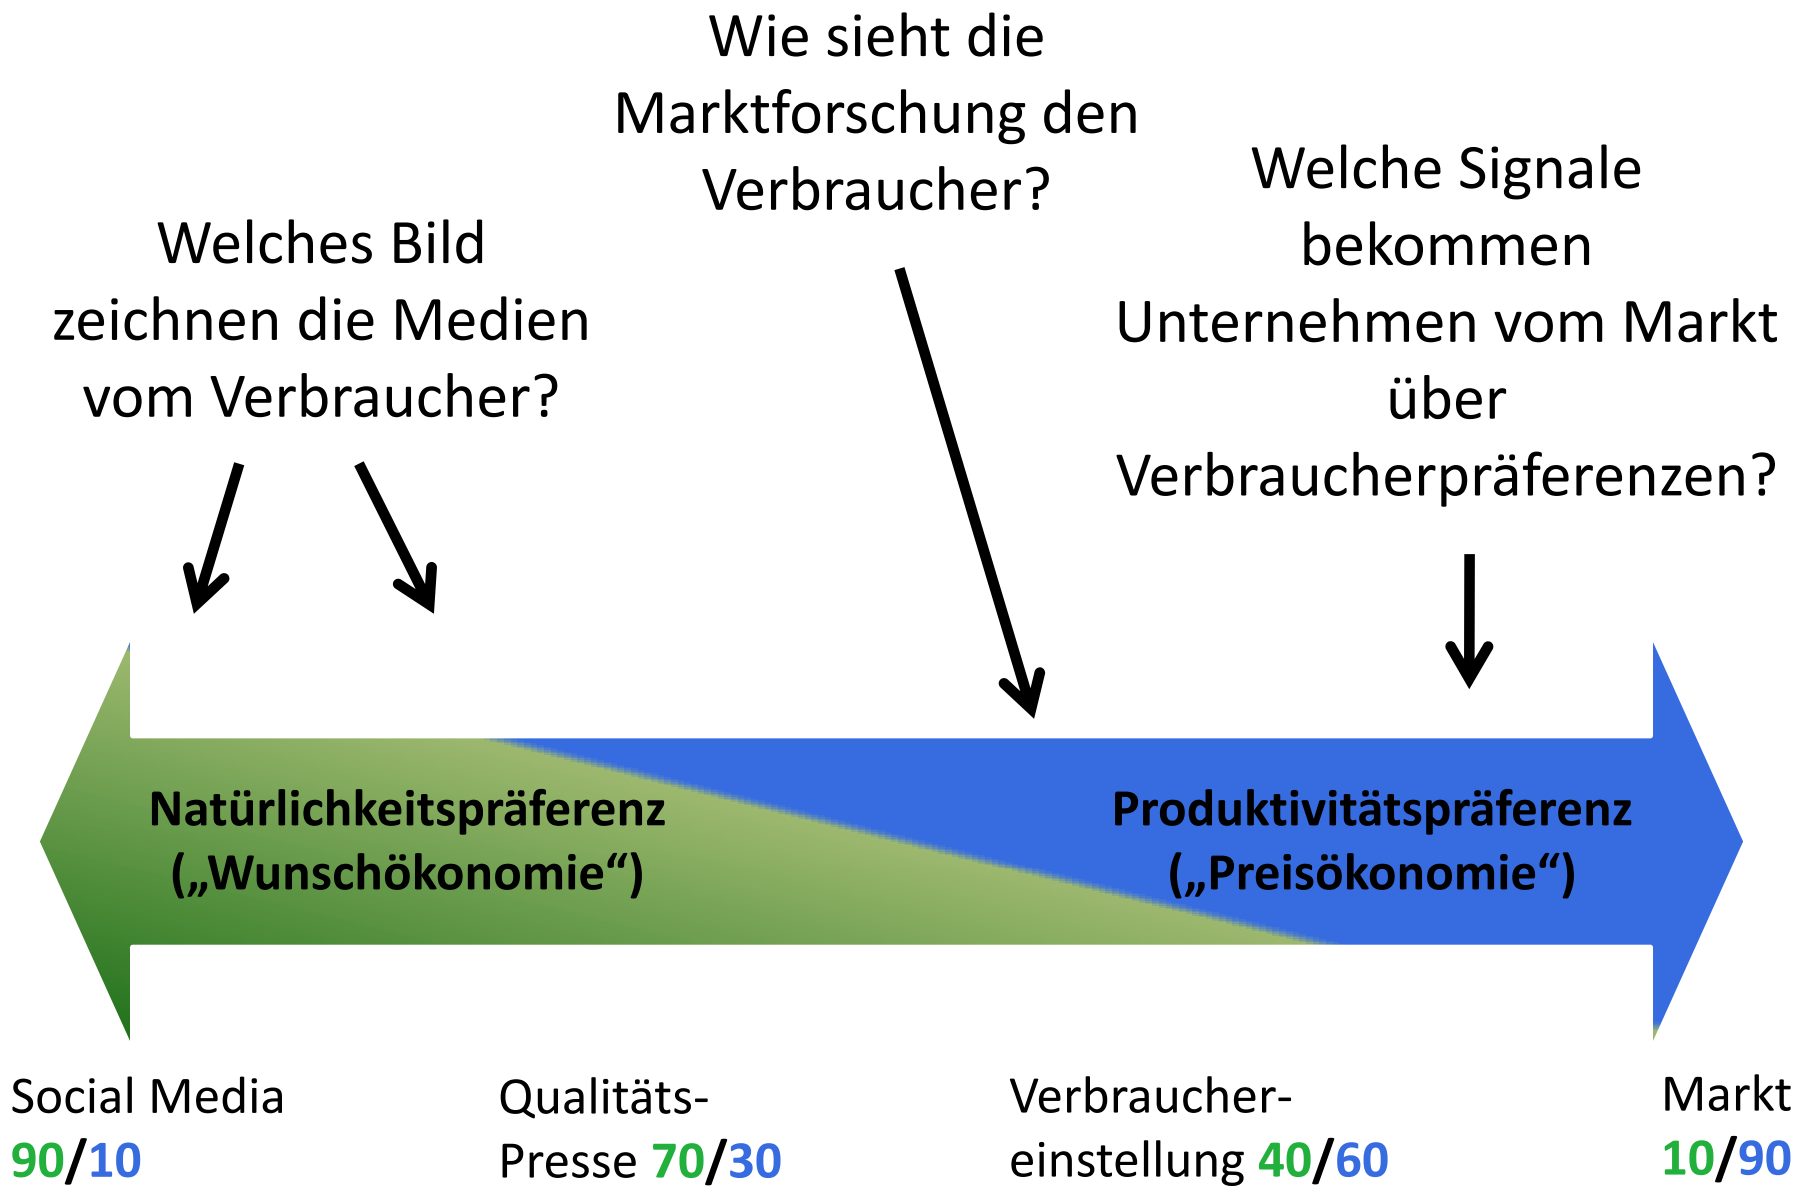 Wie sieht die
Marktforschung den
Verbraucher?
Welche Signale
bekommen
Unternehmen vom Markt
über
Verbraucherpräferenzen?
Welches Bild
zeichnen die Medien
vom Verbraucher?
Natürlichkeitspräferenz
(„Wunschökonomie“)
Produktivitätspräferenz
(„Preisökonomie“)
Social Media
90/10
Qualitäts-
Presse 70/30
Verbraucher-
einstellung 40/60
Markt
10/90